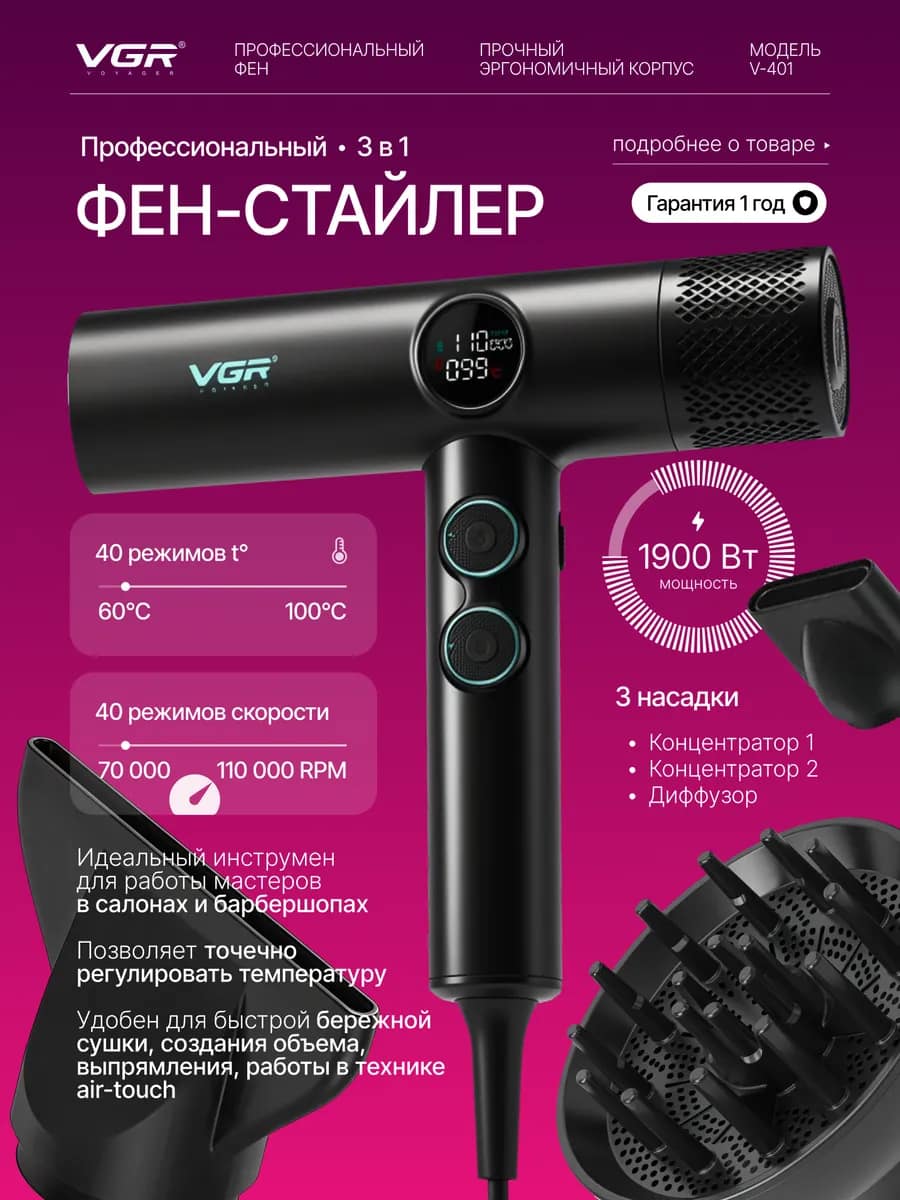 VGR®
VOYAGER
ПРОФЕССИОНАЛЬНЫЙ
ФЕН
ПРОЧНЫЙ
ЭРГОНОМИЧНЫЙ КОРПУС
МОДЕЛЬ
V-401
Профессиональный • 3 в 1
ФЕН-СТАЙЛЕР
подробнее о товаре
Гарантия 1 год
VGR®
VOYAGER
110
099
°C
40 режимов t°
60°C 100°C
1900 Вт
мощность
40 режимов скорости
70 000 110 000 RPM
3 насадки
• Концентратор 1
• Концентратор 2
• Диффузор
Идеальный инструмен
для работы мастеров
в салонах и барбершопах
Позволяет точечно
регулировать температуру
Удобен для быстрой бережной
сушки, создания объема,
выпрямления, работы в технике
air-touch